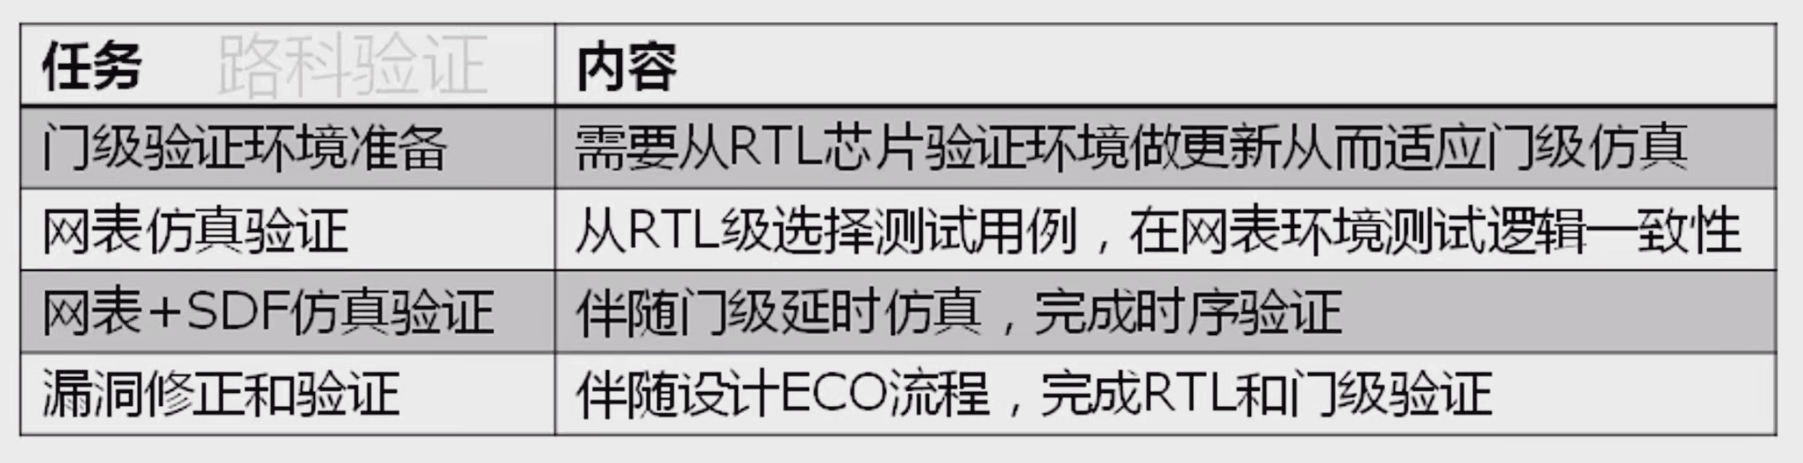 任务 路科验证 内容
门级验证环境准备 需要从RTL芯片验证环境做更新从而适应门级仿真
网表仿真验证 从RTL级选择测试用例，在网表环境测试逻辑一致性
网表+SDF仿真验证 伴随门级延时仿真，完成时序验证
漏洞修正和验证 伴随设计ECO流程，完成RTL和门级验证